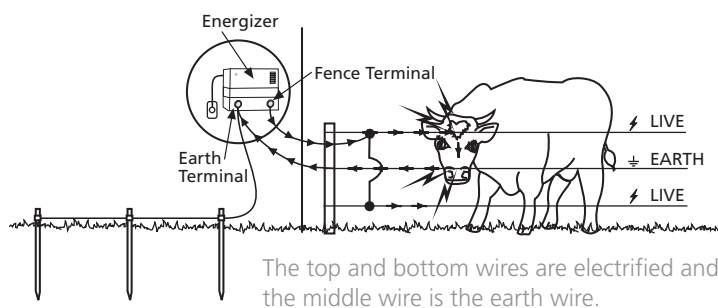 Energizer
Fence Terminal
Earth
Terminal
LIVE
EARTH
LIVE
The top and bottom wires are electrified and
the middle wire is the earth wire.